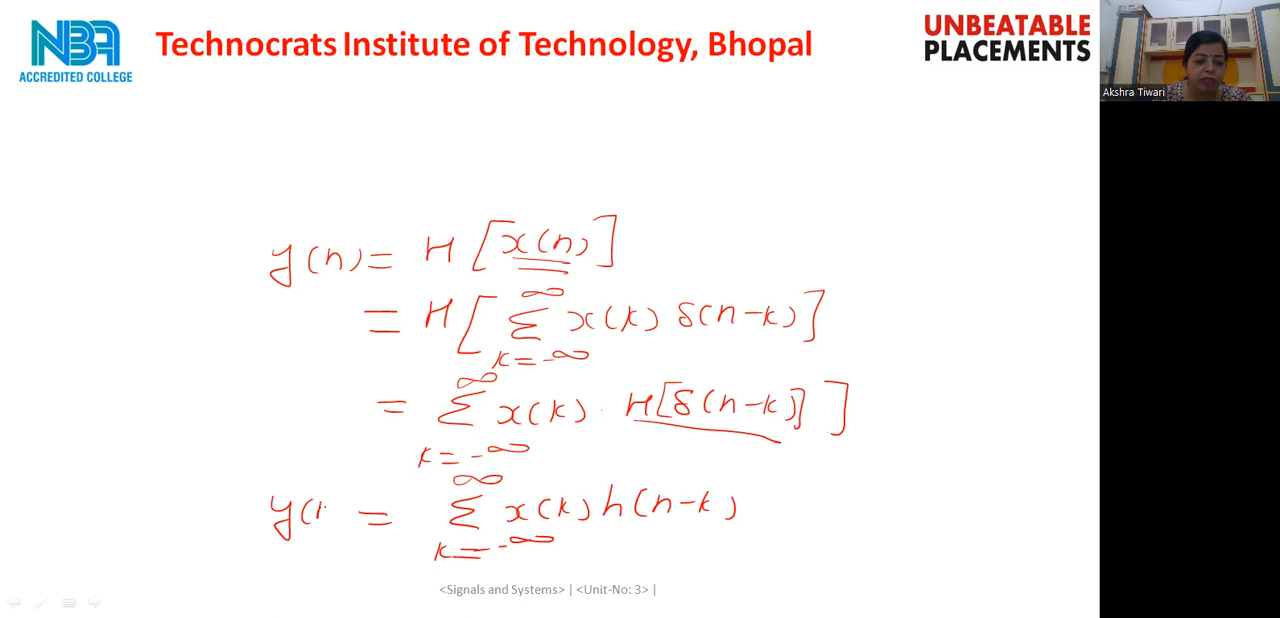 NBA
ACCREDITED COLLEGE
Technocrats Institute of Technology, Bhopal
UNBEATABLE
PLACEMENTS
Akshra Tiwari
y(n) = H[x(n)]
= H[∑ x(k) δ(n-k)]
∞
k=-∞
= ∑ x(k) . H[δ(n-k)]]
∞
k=-∞
y( = ∑ x(k) h(n-k)
∞
k=-∞
<Signals and Systems> | <Unit-No: 3> |